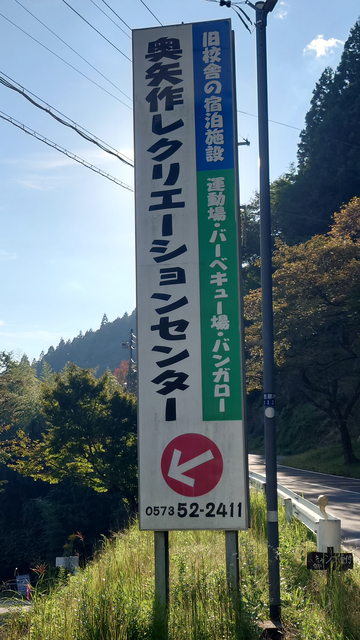 旧校舎の宿泊施設
運動場・バーベキュー場・バンガロー
奥矢作レクリエーションセンター
0573 52-2411